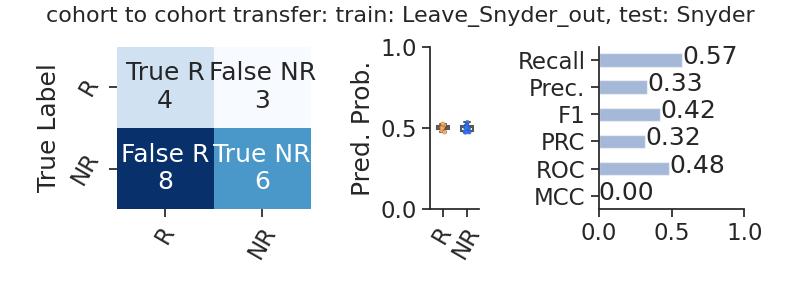 cohort to cohort transfer: train: Leave_Snyder_out, test: Snyder
True Label
R
NR
True R
4
False NR
3
False R
8
True NR
6
R
NR
Pred. Prob.
1.0
0.5
0.0
R
NR
Recall
0.57
Prec.
0.33
F1
0.42
PRC
0.32
ROC
0.48
MCC
0.00
0.0
0.5
1.0